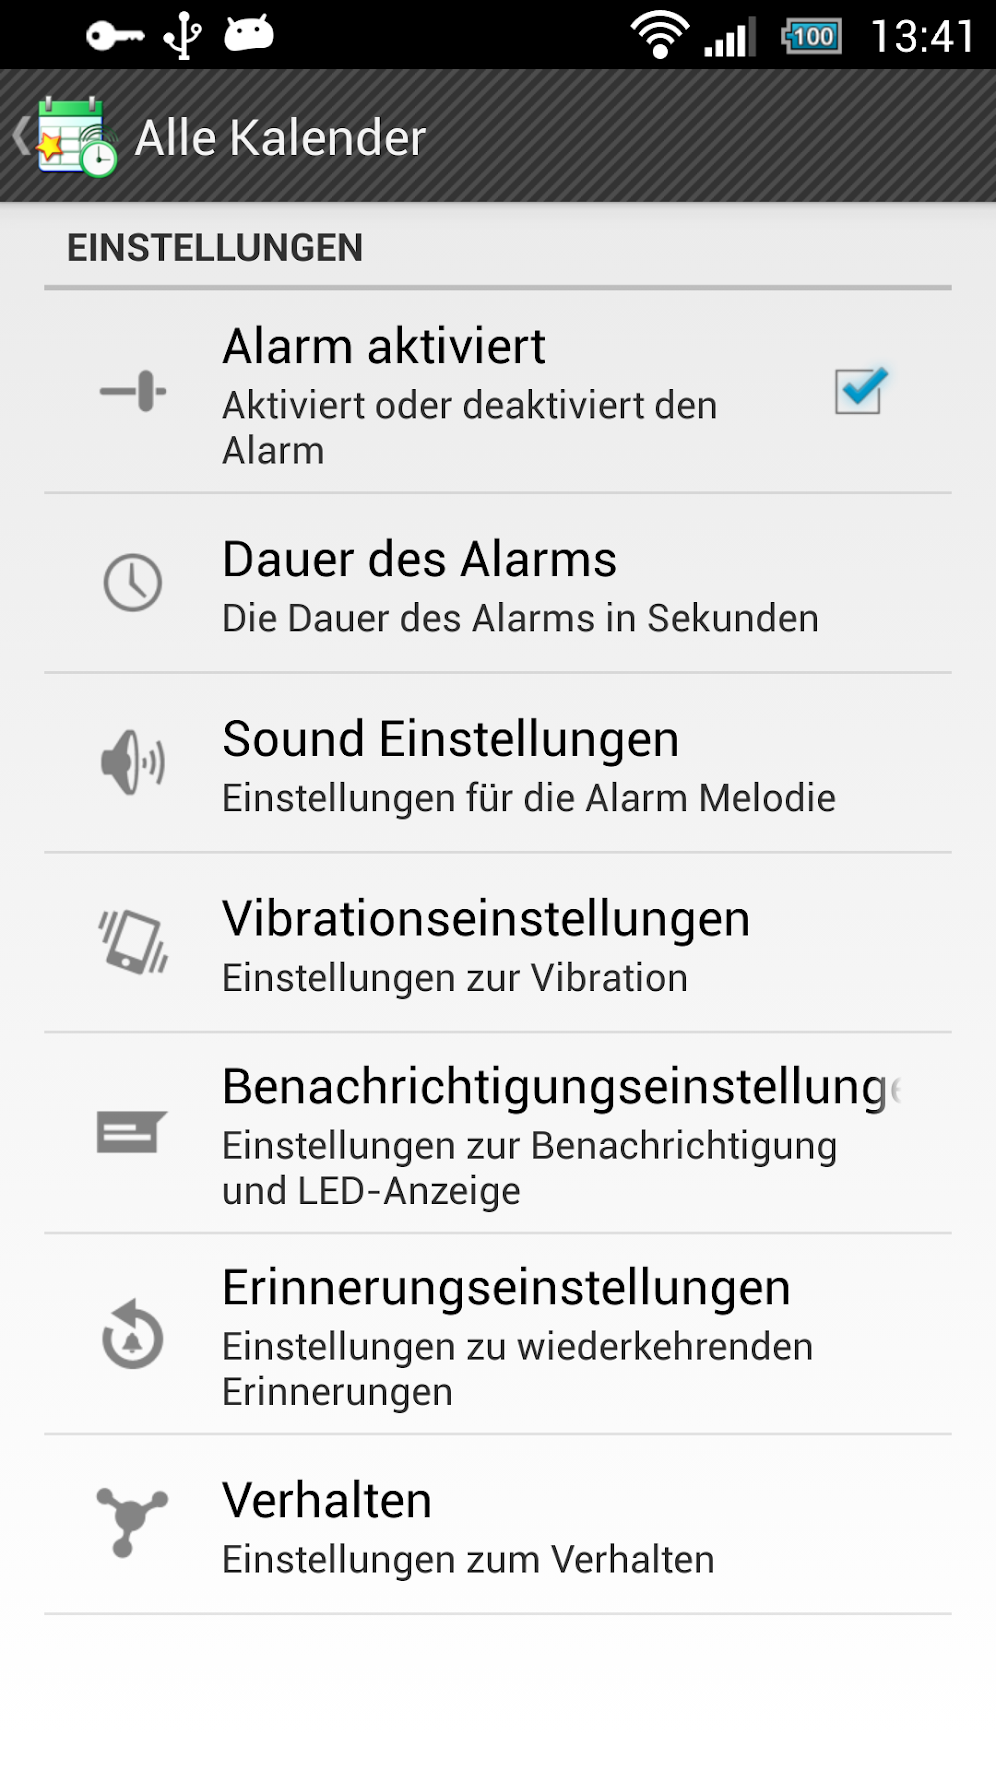 100 13:41
Alle Kalender
EINSTELLUNGEN
Alarm aktiviert
Aktiviert oder deaktiviert den
Alarm
Dauer des Alarms
Die Dauer des Alarms in Sekunden
Sound Einstellungen
Einstellungen für die Alarm Melodie
Vibrationseinstellungen
Einstellungen zur Vibration
Benachrichtigungseinstellunge
Einstellungen zur Benachrichtigung
und LED-Anzeige
Erinnerungseinstellungen
Einstellungen zu wiederkehrenden
Erinnerungen
Verhalten
Einstellungen zum Verhalten